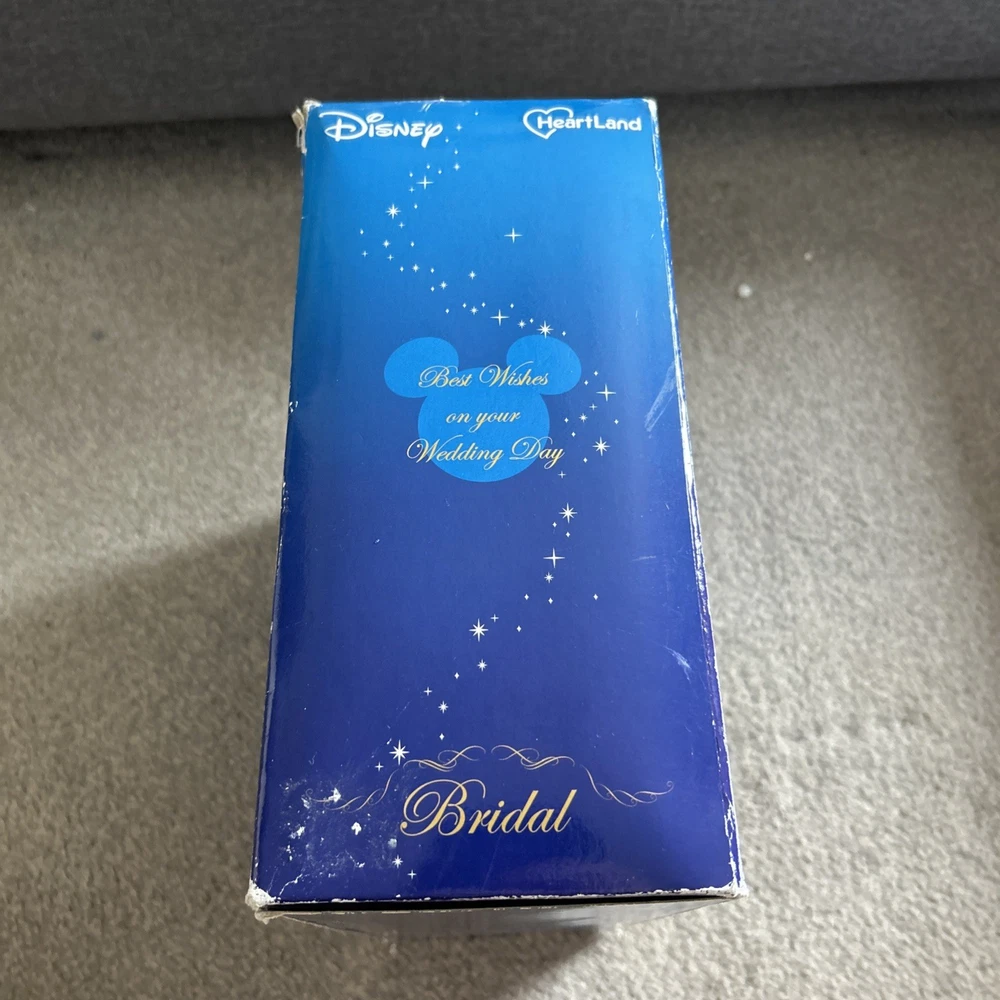 Disney
HeartLand
Best Wishes
on your
Wedding Day
Bridal